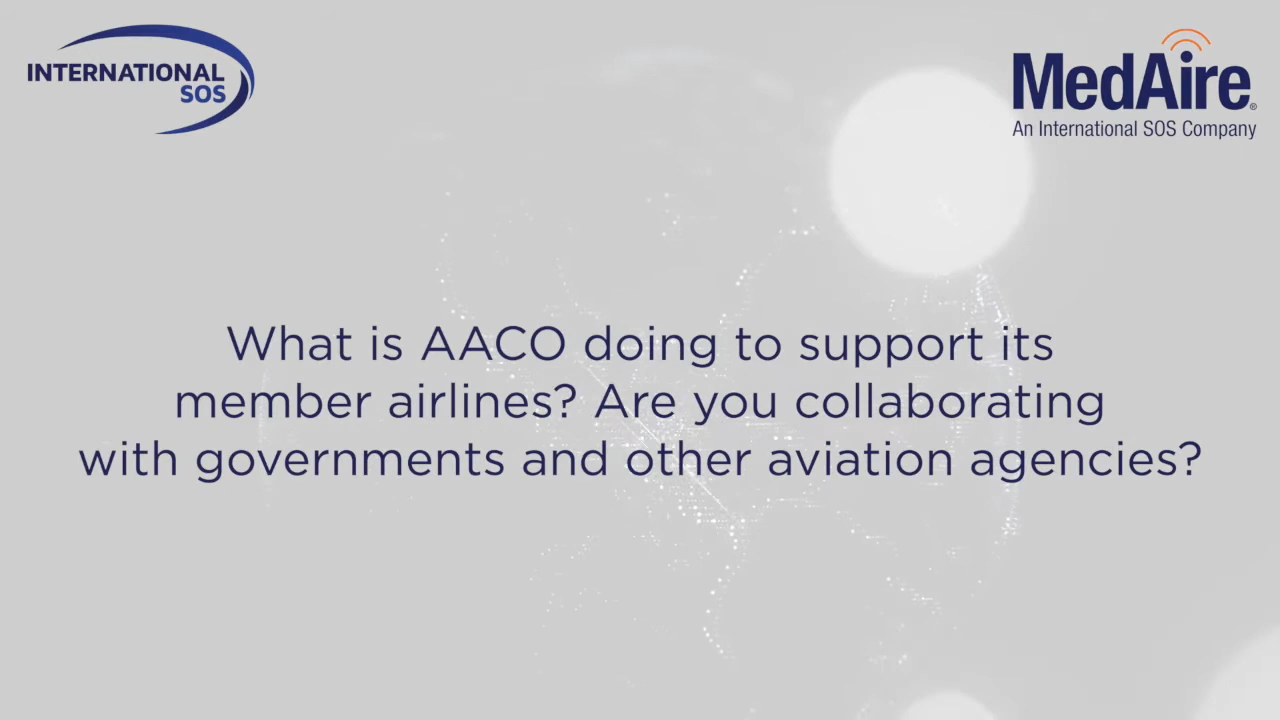 INTERNATIONAL
SOS
MedAire®
An International SOS Company
What is AACO doing to support its
member airlines? Are you collaborating
with governments and other aviation agencies?